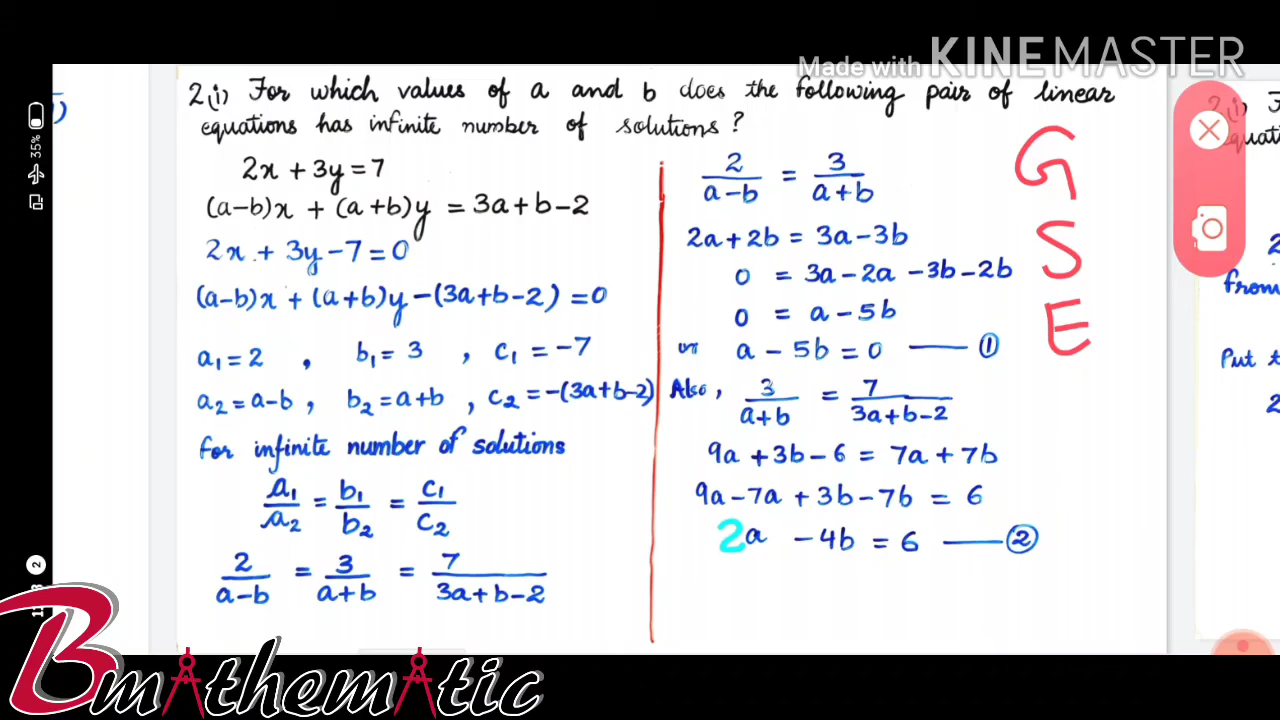 Made with KINEMASTER
35%
2(i) For which values of a and b does the following pair of linear
equations has infinite number of solutions?
2x + 3y = 7
(a-b)x + (a+b)y = 3a+b-2
2x + 3y - 7 = 0
(a-b)x + (a+b)y - (3a+b-2) = 0
a₁ = 2 , b₁ = 3 , c₁ = -7
a₂ = a-b , b₂ = a+b , c₂ = -(3a+b-2)
for infinite number of solutions
a₁/a₂ = b₁/b₂ = c₁/c₂
2/(a-b) = 3/(a+b) = 7/(3a+b-2)
2/(a-b) = 3/(a+b)
2a+2b = 3a-3b
0 = 3a-2a-3b-2b
0 = a-5b
or a-5b = 0 —— ①
Also, 3/(a+b) = 7/(3a+b-2)
9a+3b-6 = 7a+7b
9a-7a+3b-7b = 6
2a - 4b = 6 —— ②
G
S
E
from
Put t
2
Bmathematic